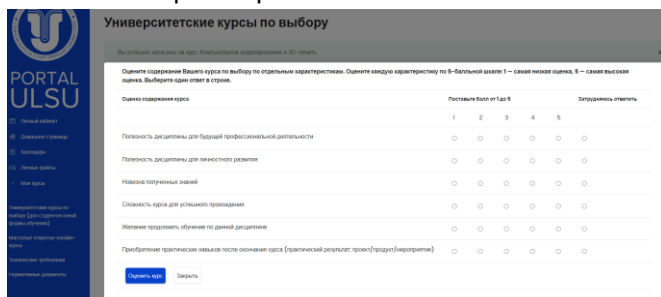 Университетские курсы по выбору
Вы успешно записаны на курс: Компьютерное моделирование и 3D-печать
PORTAL
ULSU
Личный кабинет
Домашняя страница
Календарь
Личные файлы
Мои курсы
Университетские курсы по
выбору (для студентов очной
формы обучения)
Массовые открытые онлайн-
курсы
Технические требования
Нормативные документы
Оцените содержание Вашего курса по выбору по отдельным характеристикам. Оцените каждую характеристику по 5-балльной шкале: 1 — самая низкая оценка, 5 — самая высокая
оценка. Выберите один ответ в строке.
Оценка содержания курса Поставьте балл от 1 до 5 Затрудняюсь ответить
1 2 3 4 5
Полезность дисциплины для будущей профессиональной деятельности
Полезность дисциплины для личностного развития
Новизна полученных знаний
Сложность курса для успешного прохождения
Желание продолжить обучение по данной дисциплине
Приобретение практических навыков после окончания курса (практический результат: проект/продукт/мероприятие)
Оценить курс Закрыть